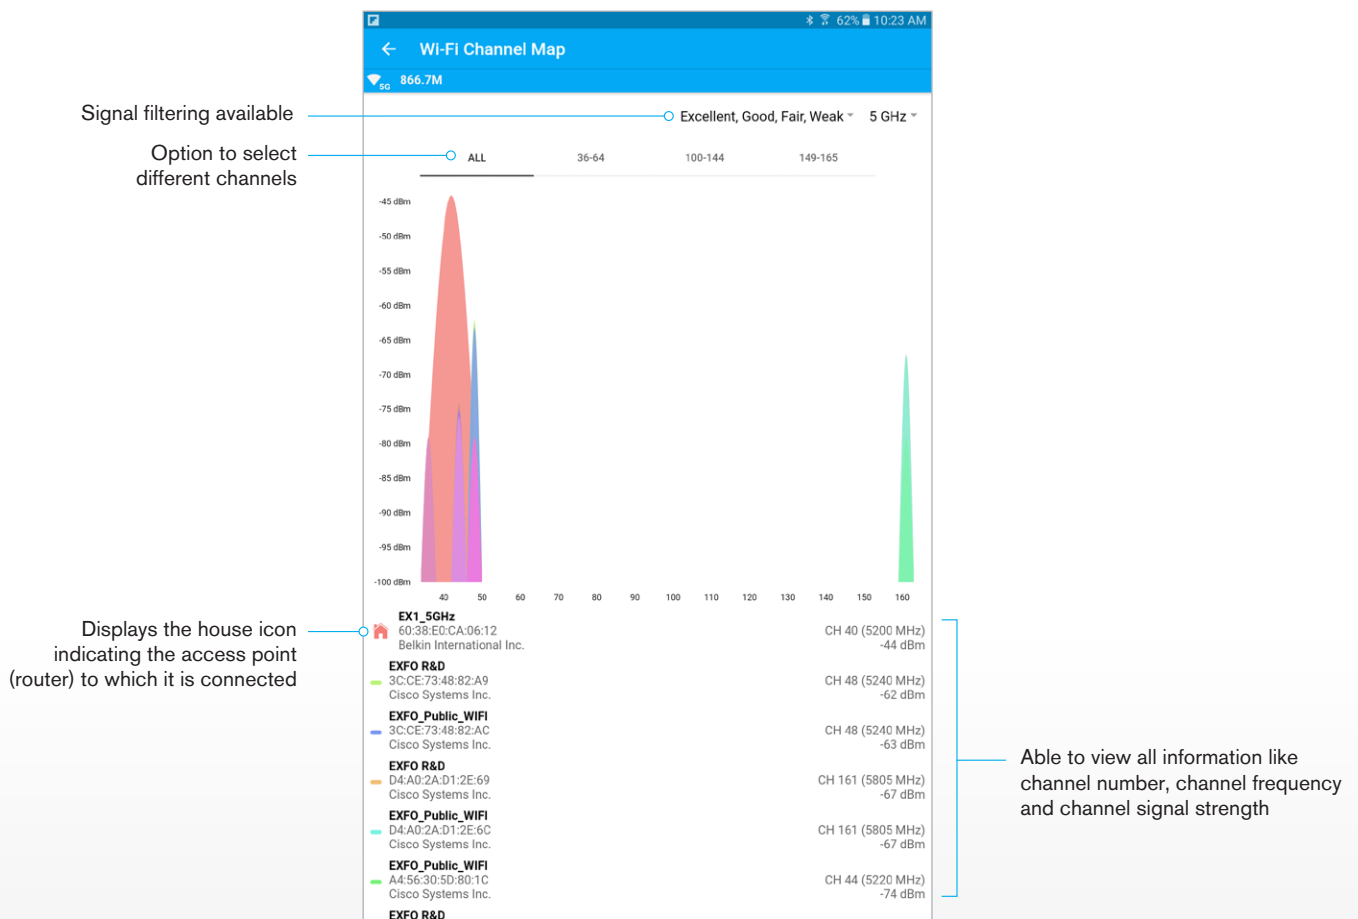 62% 10:23 AM
Wi-Fi Channel Map
5G 866.7M
Signal filtering available
Excellent, Good, Fair, Weak 5 GHz
Option to select
different channels
ALL 36-64 100-144 149-165
-45 dBm
-50 dBm
-55 dBm
-60 dBm
-65 dBm
-70 dBm
-75 dBm
-80 dBm
-85 dBm
-90 dBm
-95 dBm
-100 dBm
40 50 60 70 80 90 100 110 120 130 140 150 160
Displays the house icon
indicating the access point
(router) to which it is connected
EX1_5GHz
60:38:E0:CA:06:12 CH 40 (5200 MHz)
Belkin International Inc. -44 dBm
EXFO R&D
3C:CE:73:48:82:A9 CH 48 (5240 MHz)
Cisco Systems Inc. -62 dBm
EXFO_Public_WIFI
3C:CE:73:48:82:AC CH 48 (5240 MHz)
Cisco Systems Inc. -63 dBm
EXFO R&D
D4:A0:2A:D1:2E:69 CH 161 (5805 MHz)
Cisco Systems Inc. -67 dBm
EXFO_Public_WIFI
D4:A0:2A:D1:2E:6C CH 161 (5805 MHz)
Cisco Systems Inc. -67 dBm
EXFO_Public_WIFI
A4:56:30:5D:80:1C CH 44 (5220 MHz)
Cisco Systems Inc. -74 dBm
EXFO R&D
Able to view all information like
channel number, channel frequency
and channel signal strength